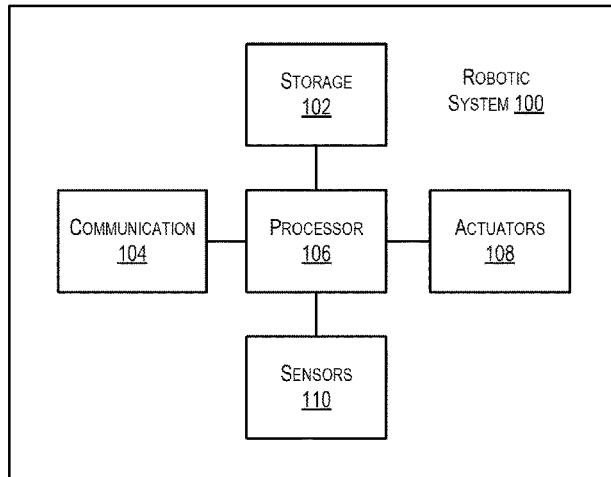 STORAGE
102
ROBOTIC
SYSTEM 100
COMMUNICATION
104
PROCESSOR
106
ACTUATORS
108
SENSORS
110